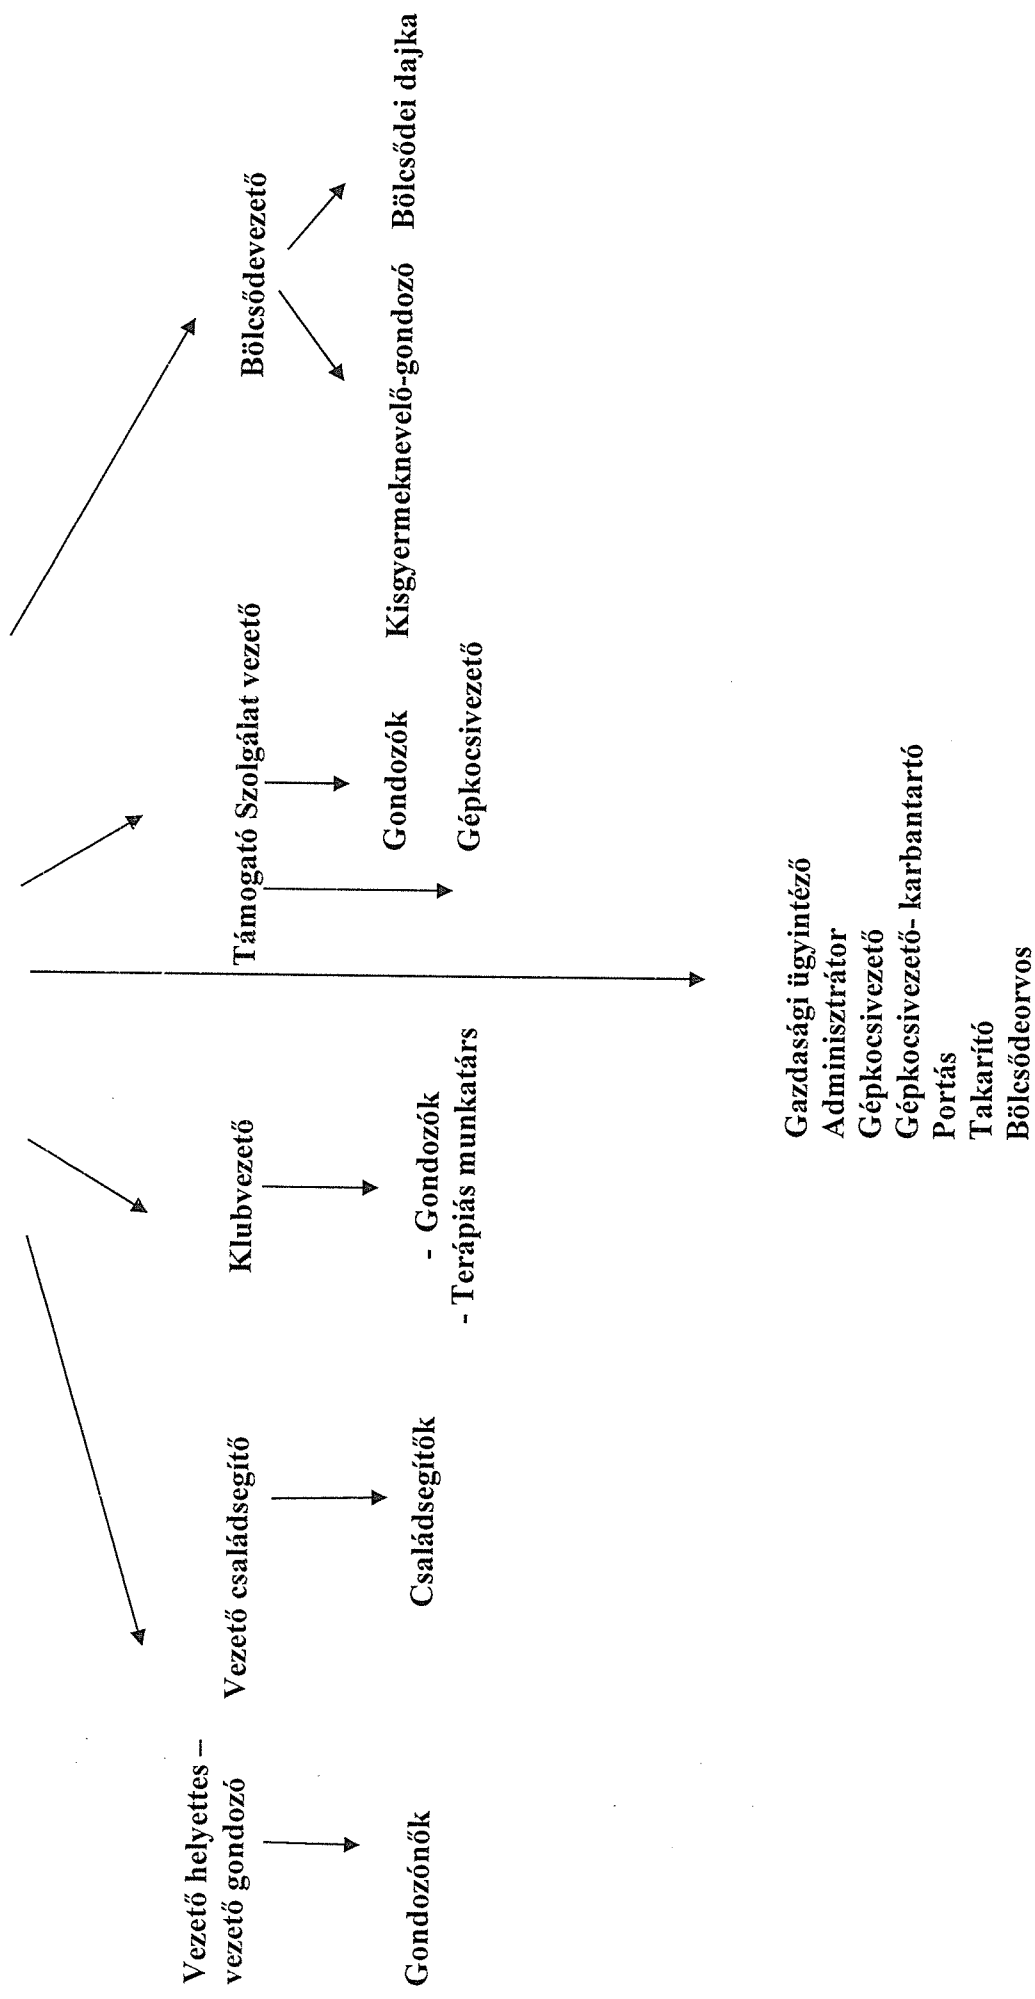 Vezető helyettes –
vezető gondozó
Vezető családsegítő
Klubvezető
Támogató Szolgálat vezető
Bölcsődevezető
Gondozónők
Családsegítők
- Gondozók
- Terápiás munkatárs
Gondozók
Gépkocsivezető
Kisgyermeknevelő-gondozó
Bölcsődei dajka
Gazdasági ügyintéző
Adminisztrátor
Gépkocsivezető
Gépkocsivezető- karbantartó
Portás
Takarító
Bölcsődeorvos